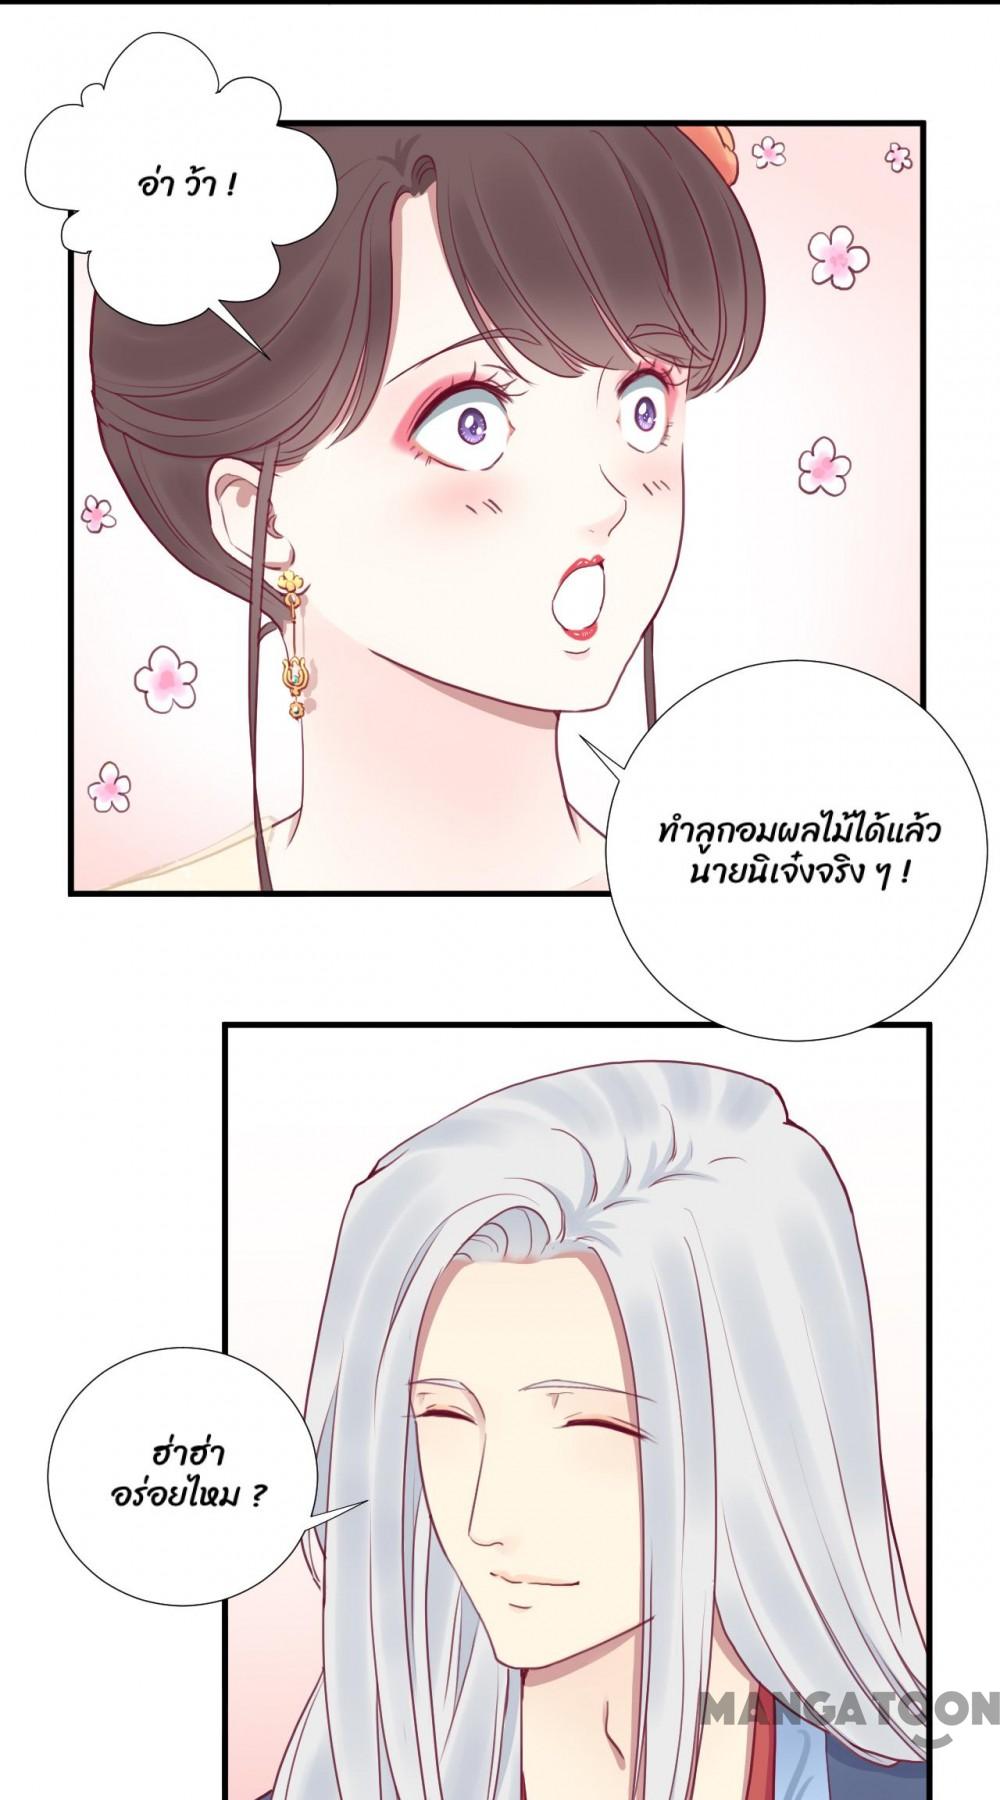 อ่า ว้า !
ทำลูกอมผลไม้ได้แล้ว
นายนิเจ๋งจริง ๆ !
ฮ่าฮ่า
อร่อยไหม ?
MANGATOON